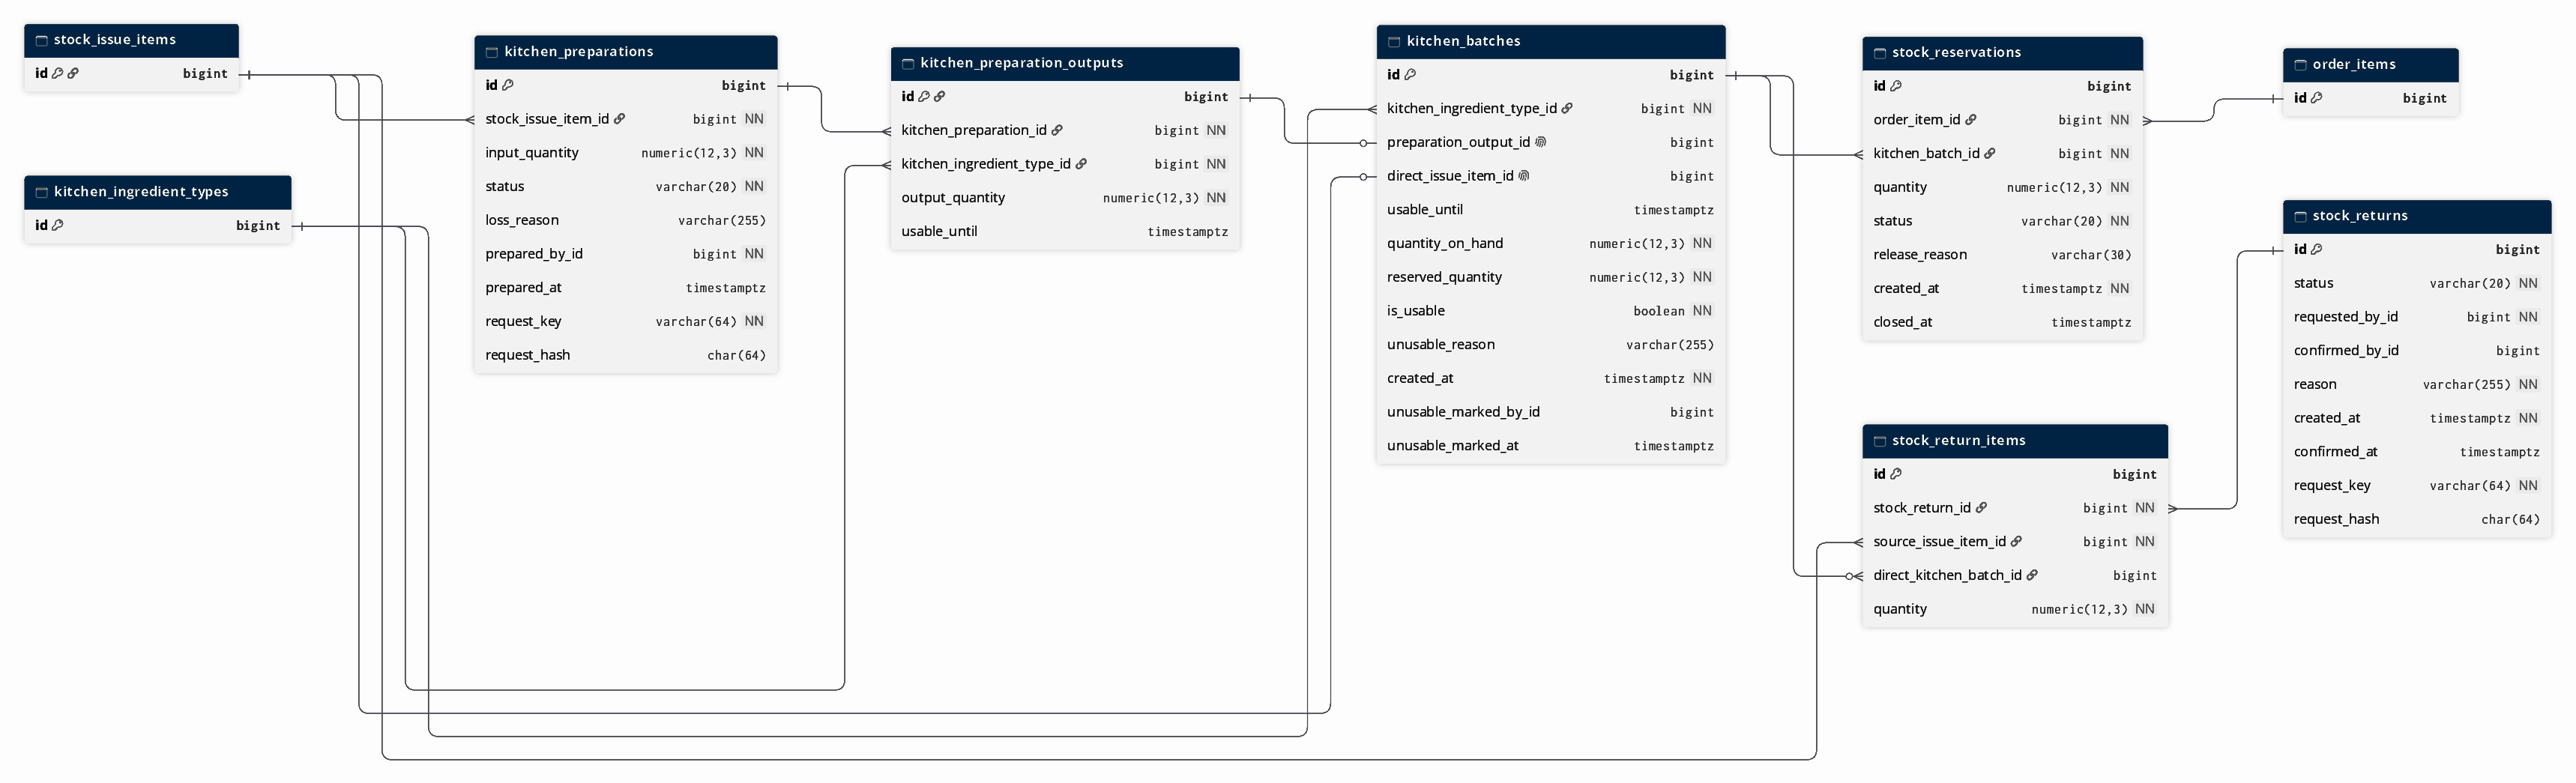 stock_issue_items
id bigint
kitchen_ingredient_types
id bigint
kitchen_preparations
id bigint
stock_issue_item_id bigint NN
input_quantity numeric(12,3) NN
status varchar(20) NN
loss_reason varchar(255)
prepared_by_id bigint NN
prepared_at timestamptz
request_key varchar(64) NN
request_hash char(64)
kitchen_preparation_outputs
id bigint
kitchen_preparation_id bigint NN
kitchen_ingredient_type_id bigint NN
output_quantity numeric(12,3) NN
usable_until timestamptz
kitchen_batches
id bigint
kitchen_ingredient_type_id bigint NN
preparation_output_id bigint
direct_issue_item_id bigint
usable_until timestamptz
quantity_on_hand numeric(12,3) NN
reserved_quantity numeric(12,3) NN
is_usable boolean NN
unusable_reason varchar(255)
created_at timestamptz NN
unusable_marked_by_id bigint
unusable_marked_at timestamptz
stock_reservations
id bigint
order_item_id bigint NN
kitchen_batch_id bigint NN
quantity numeric(12,3) NN
status varchar(20) NN
release_reason varchar(30)
created_at timestamptz NN
closed_at timestamptz
stock_return_items
id bigint
stock_return_id bigint NN
source_issue_item_id bigint NN
direct_kitchen_batch_id bigint
quantity numeric(12,3) NN
order_items
id bigint
stock_returns
id bigint
status varchar(20) NN
requested_by_id bigint NN
confirmed_by_id bigint
reason varchar(255) NN
created_at timestamptz NN
confirmed_at timestamptz
request_key varchar(64) NN
request_hash char(64)